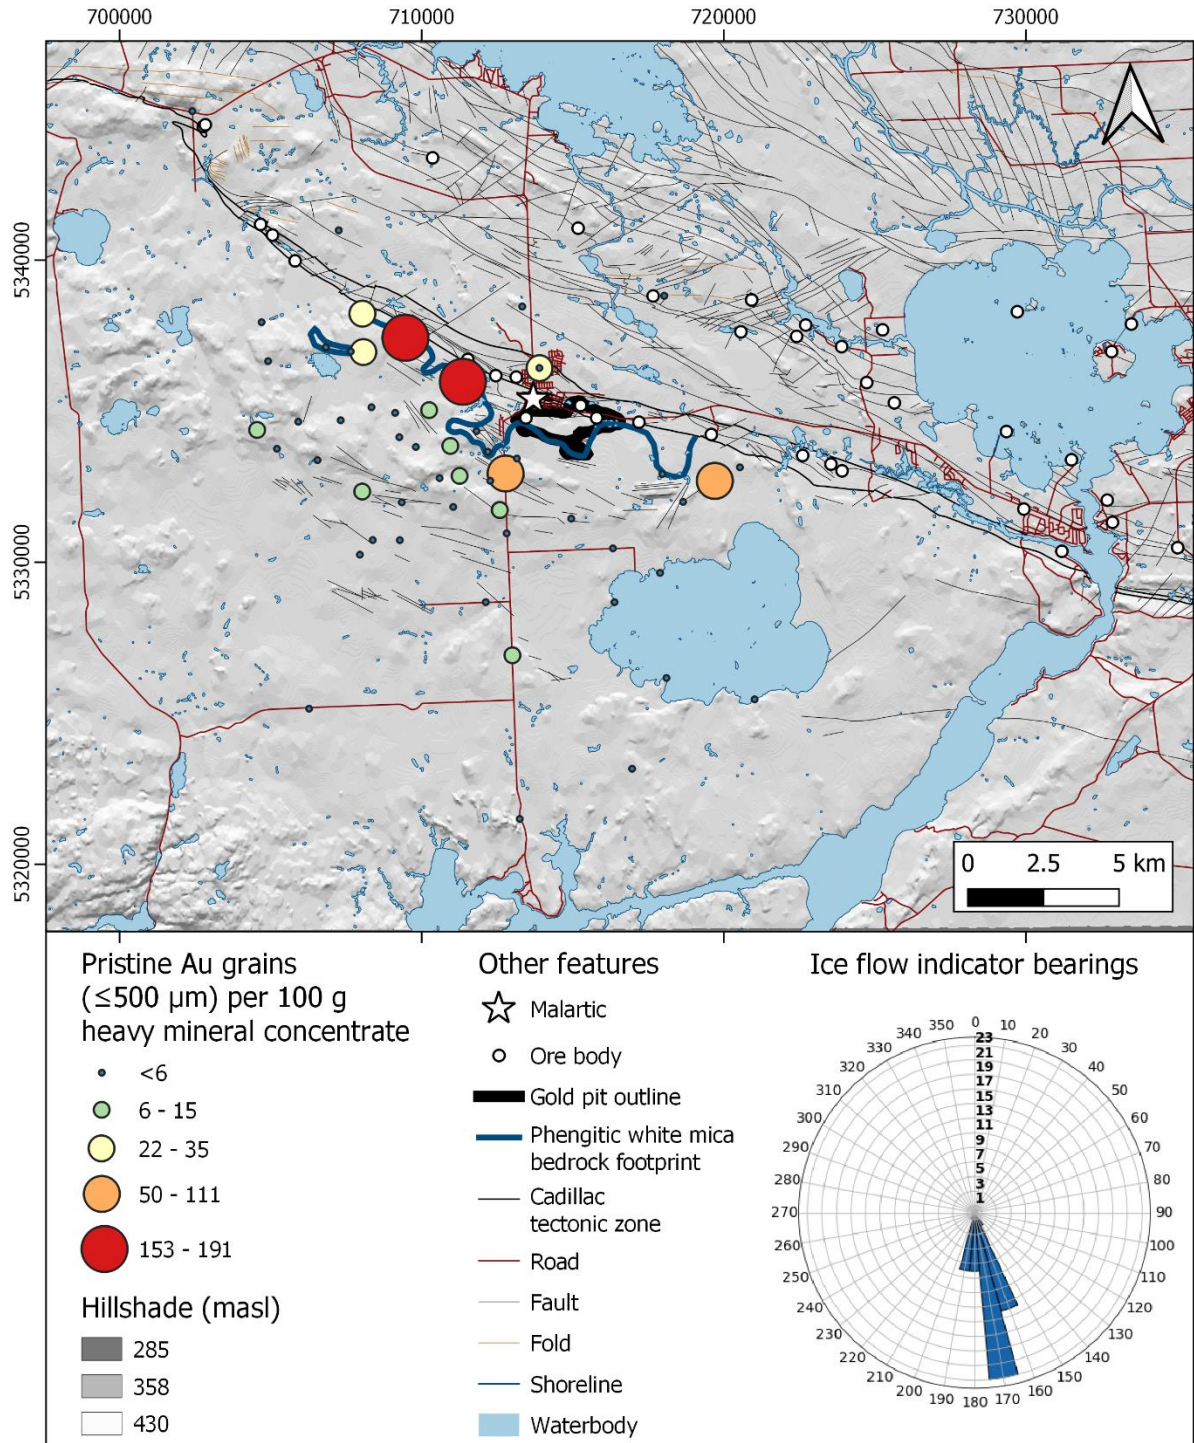 700000
710000
720000
730000
5340000
5330000
5320000
0 2.5 5 km
Pristine Au grains
(≤500 μm) per 100 g
heavy mineral concentrate
<6
6 - 15
22 - 35
50 - 111
153 - 191
Hillshade (masl)
285
358
430
Other features
Malartic
Ore body
Gold pit outline
Phengitic white mica
bedrock footprint
Cadillac
tectonic zone
Road
Fault
Fold
Shoreline
Waterbody
Ice flow indicator bearings
0
10
20
30
40
50
60
70
80
90
100
110
120
130
140
150
160
170
180
190
200
210
220
230
240
250
260
270
280
290
300
310
320
330
340
350
23
21
19
17
15
13
11
9
7
5
3
1